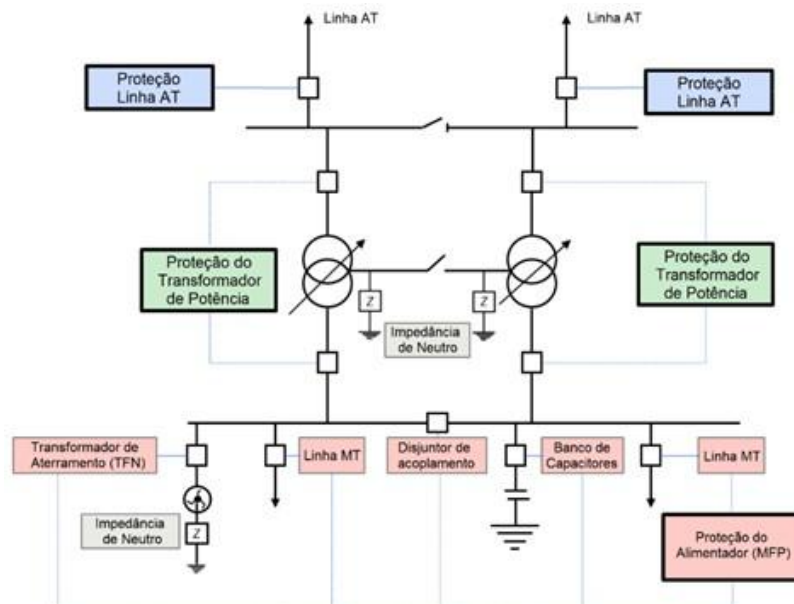 Linha AT
Linha AT
Proteção
Linha AT
Proteção
Linha AT
Proteção do
Transformador
de Potência
Proteção do
Transformador
de Potência
Z
Z
Impedância
de Neutro
Transformador de
Aterramento (TFN)
Linha MT
Disjuntor de
acoplamento
Banco de
Capacitores
Linha MT
Impedância
de Neutro
Z
Proteção do
Alimentador (MFP)